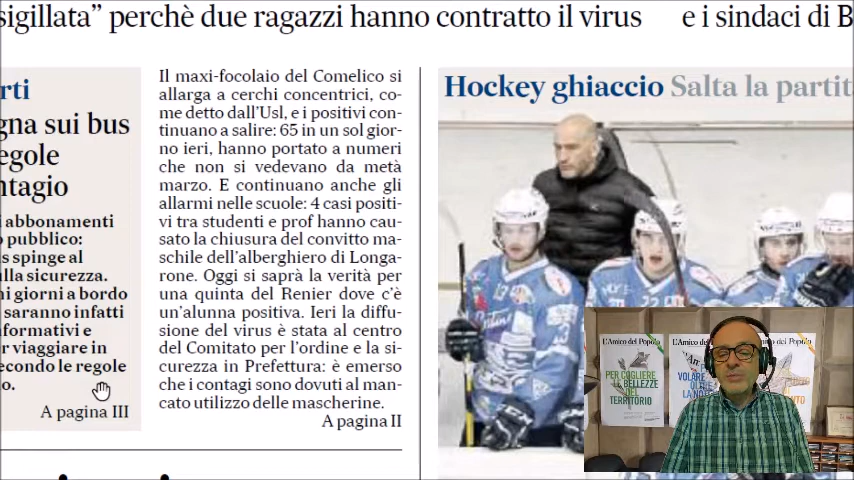 sigillata” perchè due ragazzi hanno contratto il virus
e i sindaci di B
rti
gna sui bus
egole
ntagio
i abbonamenti
o pubblico:
s spinge al
lla sicurezza.
ni giorni a bordo
saranno infatti
formativi e
r viaggiare in
econdo le regole
o.
A pagina III
Il maxi-focolaio del Comelico si
allarga a cerchi concentrici, co-
me detto dall'Usl, e i positivi con-
tinuano a salire: 65 in un sol gior-
no ieri, hanno portato a numeri
che non si vedevano da metà
marzo. E continuano anche gli
allarmi nelle scuole: 4 casi positi-
vi tra studenti e prof hanno cau-
sato la chiusura del convitto ma-
schile dell'alberghiero di Longa-
rone. Oggi si saprà la verità per
una quinta del Renier dove c'è
un'alunna positiva. Ieri la diffu-
sione del virus è stata al centro
del Comitato per l'ordine e la si-
curezza in Prefettura: è emerso
che i contagi sono dovuti al man-
cato utilizzo delle mascherine.
A pagina II
Hockey ghiaccio Salta la partit
L'Amico del Popolo
PER COGLIERE
LE BELLEZZE
DEL
TERRITORIO
L'Amico
VOLARE
OLTRE
LA NO
del Popolo